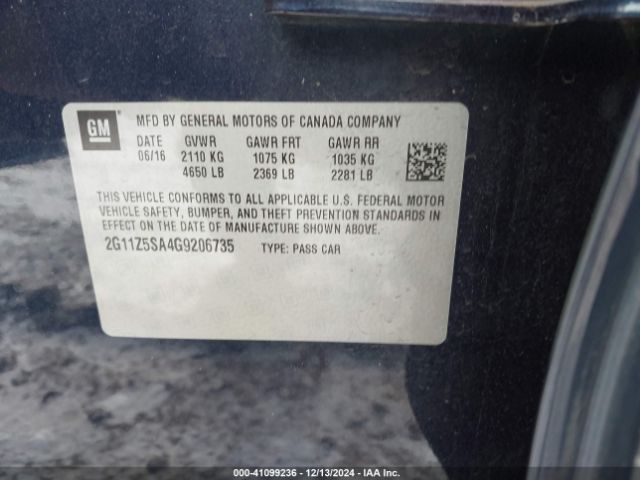 GM
MFD BY GENERAL MOTORS OF CANADA COMPANY
DATE GVWR GAWR FRT GAWR RR
06/16 2110 KG 1075 KG 1035 KG
4650 LB 2369 LB 2281 LB
THIS VEHICLE CONFORMS TO ALL APPLICABLE U.S. FEDERAL MOTOR
VEHICLE SAFETY, BUMPER, AND THEFT PREVENTION STANDARDS IN
EFFECT ON THE DATE OF MANUFACTURE SHOWN ABOVE.
2G11Z5SA4G9206735 TYPE: PASS CAR
000-41099236 - 12/13/2024 - IAA Inc.